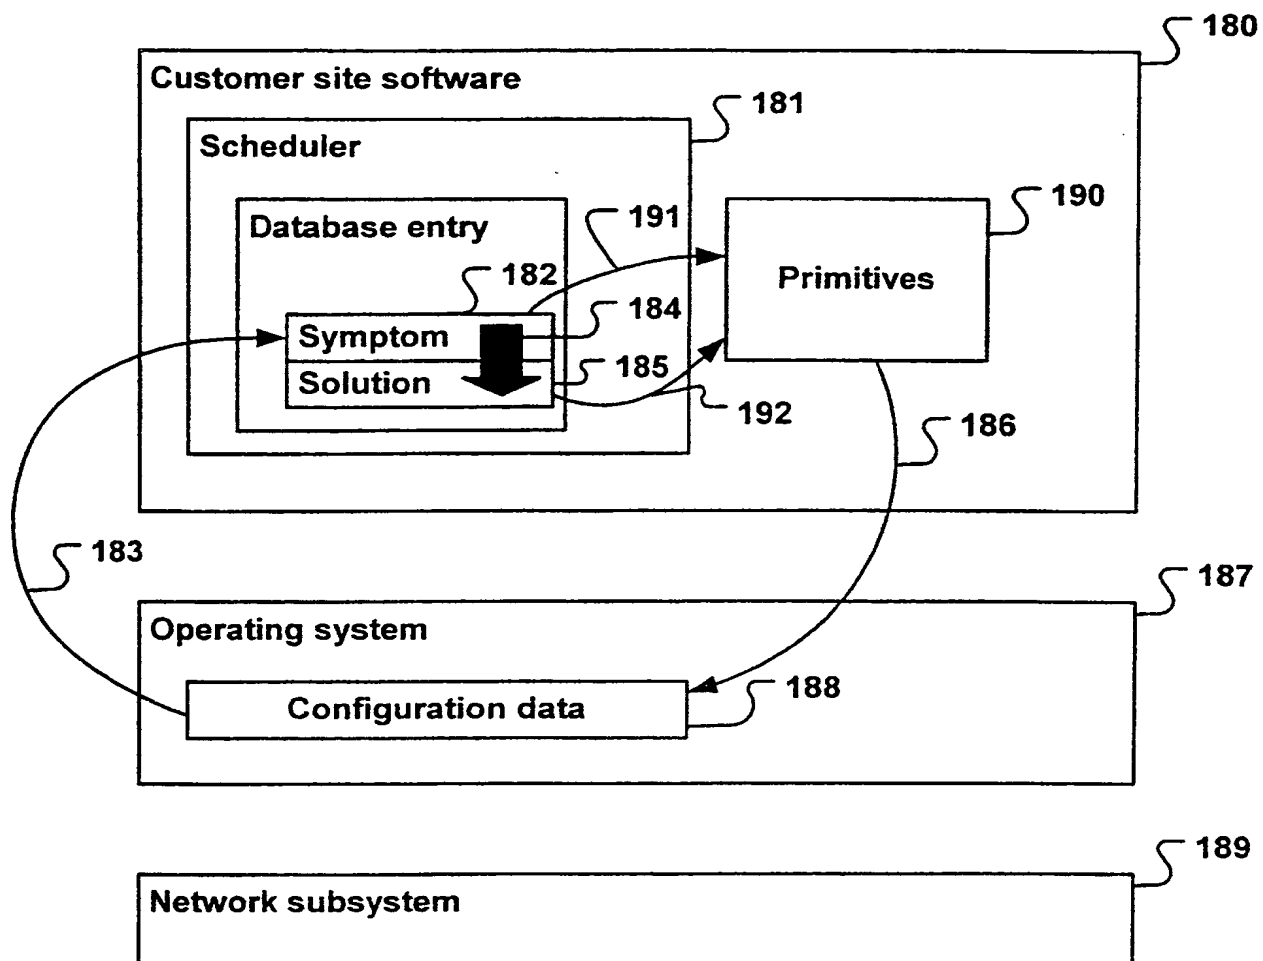 180
Customer site software
181
Scheduler
190
191
Database entry
Primitives
182
184
Symptom
185
Solution
192
186
183
187
Operating system
188
Configuration data
189
Network subsystem